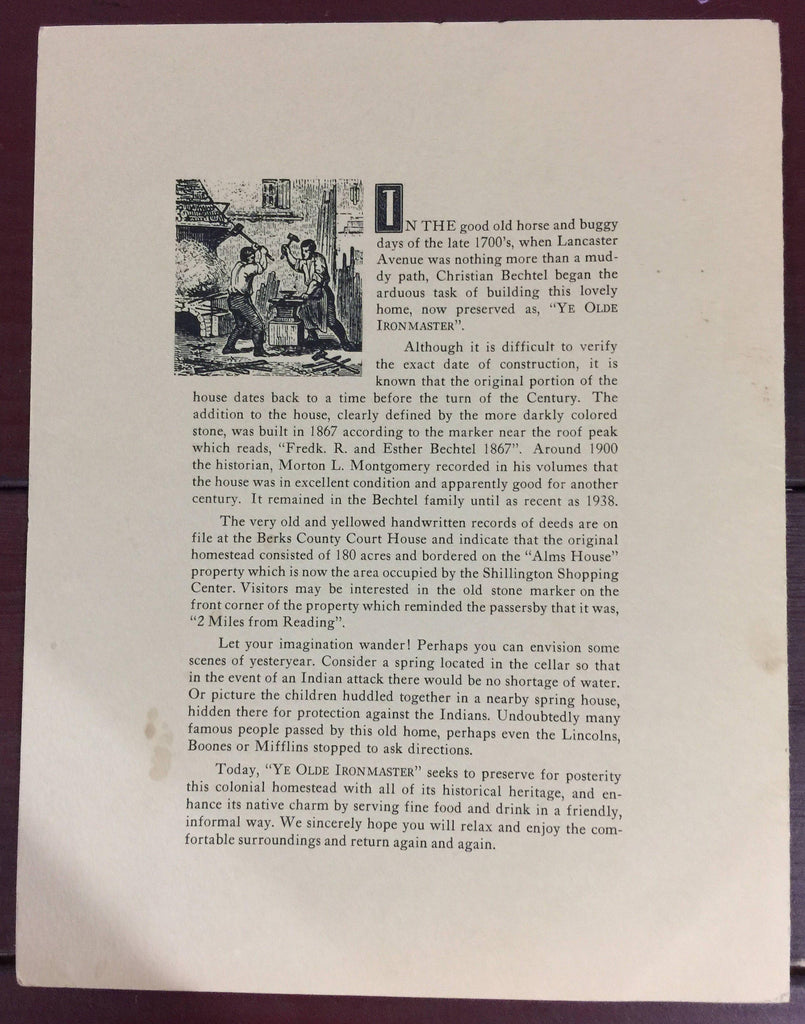 IN THE good old horse and buggy
days of the late 1700's, when Lancaster
Avenue was nothing more than a mud-
dy path, Christian Bechtel began the
arduous task of building this lovely
home, now preserved as, "YE OLDE
IRONMASTER".
Although it is difficult to verify
the exact date of construction, it is
known that the original portion of the
house dates back to a time before the turn of the Century. The
addition to the house, clearly defined by the more darkly colored
stone, was built in 1867 according to the marker near the roof peak
which reads, "Fredk. R. and Esther Bechtel 1867". Around 1900
the historian, Morton L. Montgomery recorded in his volumes that
the house was in excellent condition and apparently good for another
century. It remained in the Bechtel family until as recent as 1938.
The very old and yellowed handwritten records of deeds are on
file at the Berks County Court House and indicate that the original
homestead consisted of 180 acres and bordered on the "Alms House"
property which is now the area occupied by the Shillington Shopping
Center. Visitors may be interested in the old stone marker on the
front corner of the property which reminded the passersby that it was,
"2 Miles from Reading".
Let your imagination wander! Perhaps you can envision some
scenes of yesteryear. Consider a spring located in the cellar so that
in the event of an Indian attack there would be no shortage of water.
Or picture the children huddled together in a nearby spring house,
hidden there for protection against the Indians. Undoubtedly many
famous people passed by this old home, perhaps even the Lincolns,
Boones or Mifflins stopped to ask directions.
Today, "YE OLDE IRONMASTER" seeks to preserve for posterity
this colonial homestead with all of its historical heritage, and en-
hance its native charm by serving fine food and drink in a friendly,
informal way. We sincerely hope you will relax and enjoy the com-
fortable surroundings and return again and again.